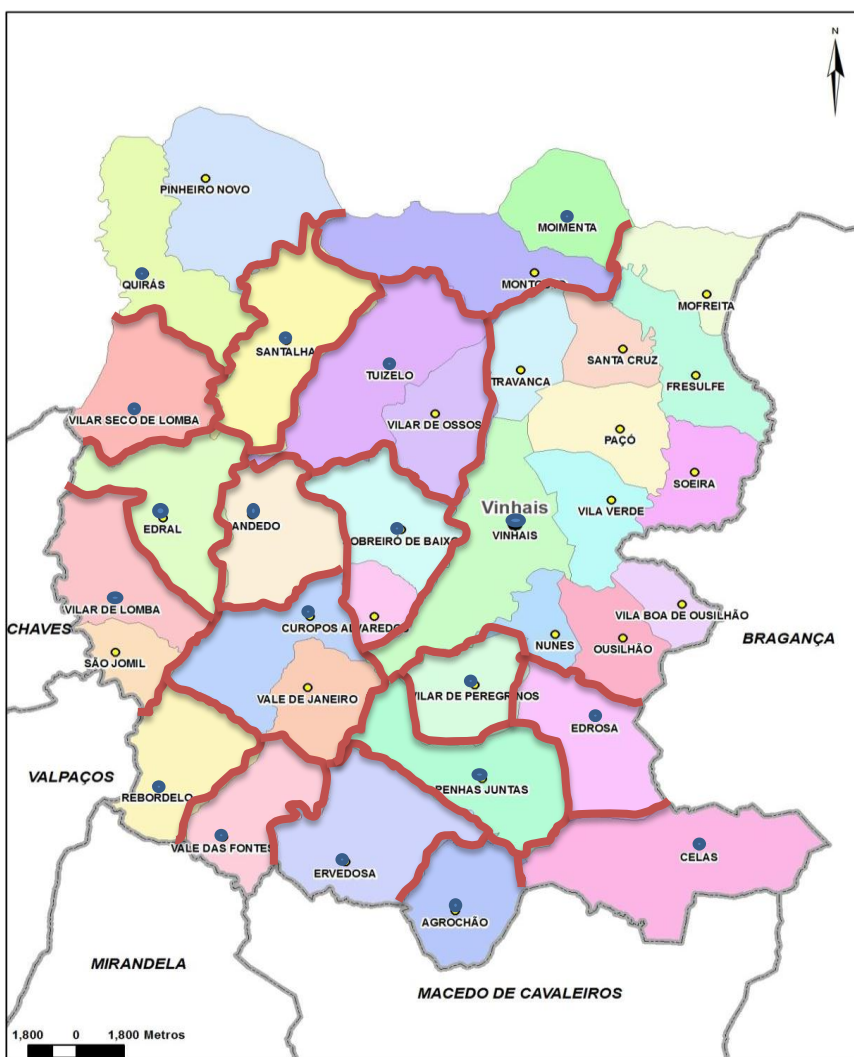 N
PINHEIRO NOVO
MOIMENTA
QUIRÁS
MOFREITA
SANTALHA
SANTA CRUZ
TUIZELO
TRAVANCA
FRESULFE
VILAR SECO DE LOMBA
VILAR DE OSSOS
PAÇÓ
SOEIRA
Vinhais
VILA VERDE
EDRAL
ANDEDO
OBREIRO DE BAIXO
VINHAIS
VILAR DE LOMBA
VILA BOA DE OUSILHÃO
CHAVES
CUROPOS
ALVAREDOS
NUNES
OUSILHÃO
BRAGANÇA
SÃO JOMIL
VALE DE JANEIRO
VILAR DE PEREGRINOS
EDROSA
VALPAÇOS
REBORDELO
PENHAS JUNTAS
VALE DAS FONTES
ERVEDOSA
CELAS
AGROCHÃO
MIRANDELA
MACEDO DE CAVALEIROS
1,800 0 1,800 Metros